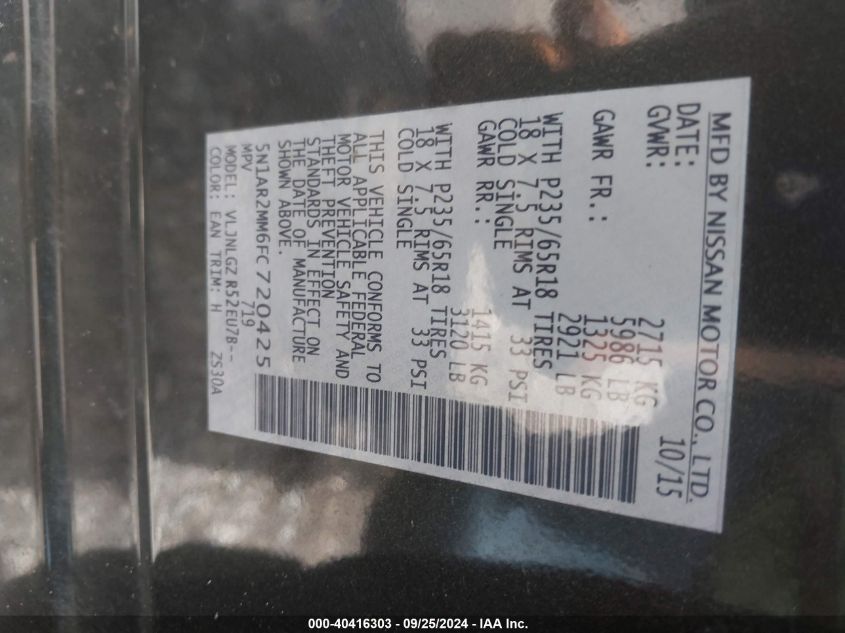 MFD BY NISSAN MOTOR CO., LTD.
DATE: 10/15
GVWR: 2715 KG
5986 LB
GAWR FR.: 1325 KG
2921 LB
WITH P235/65R18 TIRES
18 X 7.5 RIMS AT 33 PSI
COLD SINGLE
GAWR RR.: 1415 KG
3120 LB
WITH P235/65R18 TIRES
18 X 7.5 RIMS AT 33 PSI
COLD SINGLE
THIS VEHICLE CONFORMS TO
ALL APPLICABLE FEDERAL
MOTOR VEHICLE SAFETY AND
THEFT PREVENTION
STANDARDS IN EFFECT ON
THE DATE OF MANUFACTURE
SHOWN ABOVE.
5N1AR2MM6FC720425
MPV 719
MODEL: VLJNLGZ R52EU7B--
COLOR: EAN TRIM: H ZS30A
000-40416303 - 09/25/2024 - IAA Inc.